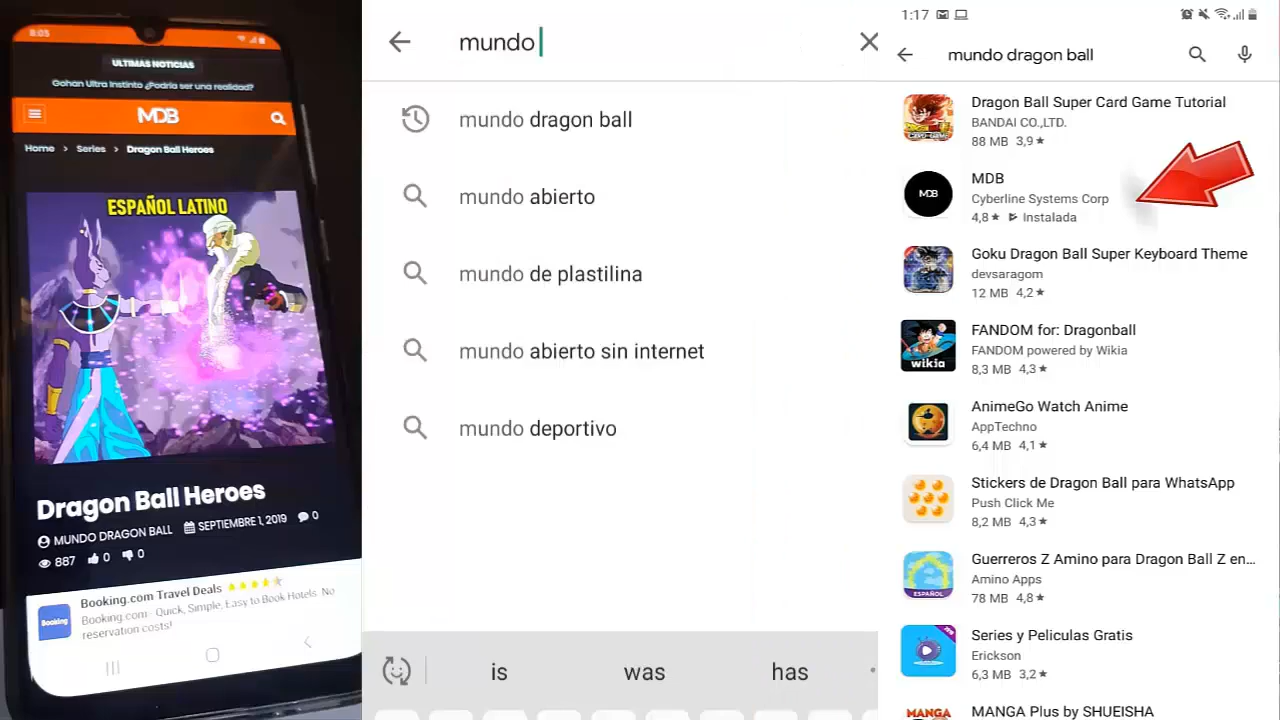 8:05
ULTIMAS NOTICIAS
Gohan Ultra Instinto ¿Podría ser una realidad?
MDB
Home > Series > Dragon Ball Heroes
ESPAÑOL LATINO
Dragon Ball Heroes
MUNDO DRAGON BALL SEPTIEMBRE 1, 2019 0
887 0 0
Booking.com Travel Deals
Booking.com - Quick, Simple, Easy to Book Hotels. No
reservation costs!
Booking
mundo
mundo dragon ball
mundo abierto
mundo de plastilina
mundo abierto sin internet
mundo deportivo
is was has
1:17
mundo dragon ball
Dragon Ball Super Card Game Tutorial
BANDAI CO.,LTD.
88 MB 3,9★
MDB
MDB
Cyberline Systems Corp
4,8★ Instalada
Goku Dragon Ball Super Keyboard Theme
devsaragom
12 MB 4,2★
wikia
FANDOM for: Dragonball
FANDOM powered by Wikia
8,3 MB 4,3★
AnimeGo Watch Anime
AppTechno
6,4 MB 4,1★
Stickers de Dragon Ball para WhatsApp
Push Click Me
8,2 MB 4,3★
ESPAÑOL
Guerreros Z Amino para Dragon Ball Z en...
Amino Apps
78 MB 4,8★
Series y Peliculas Gratis
Erickson
6,3 MB 3,2★
MANGA
MANGA Plus by SHUEISHA